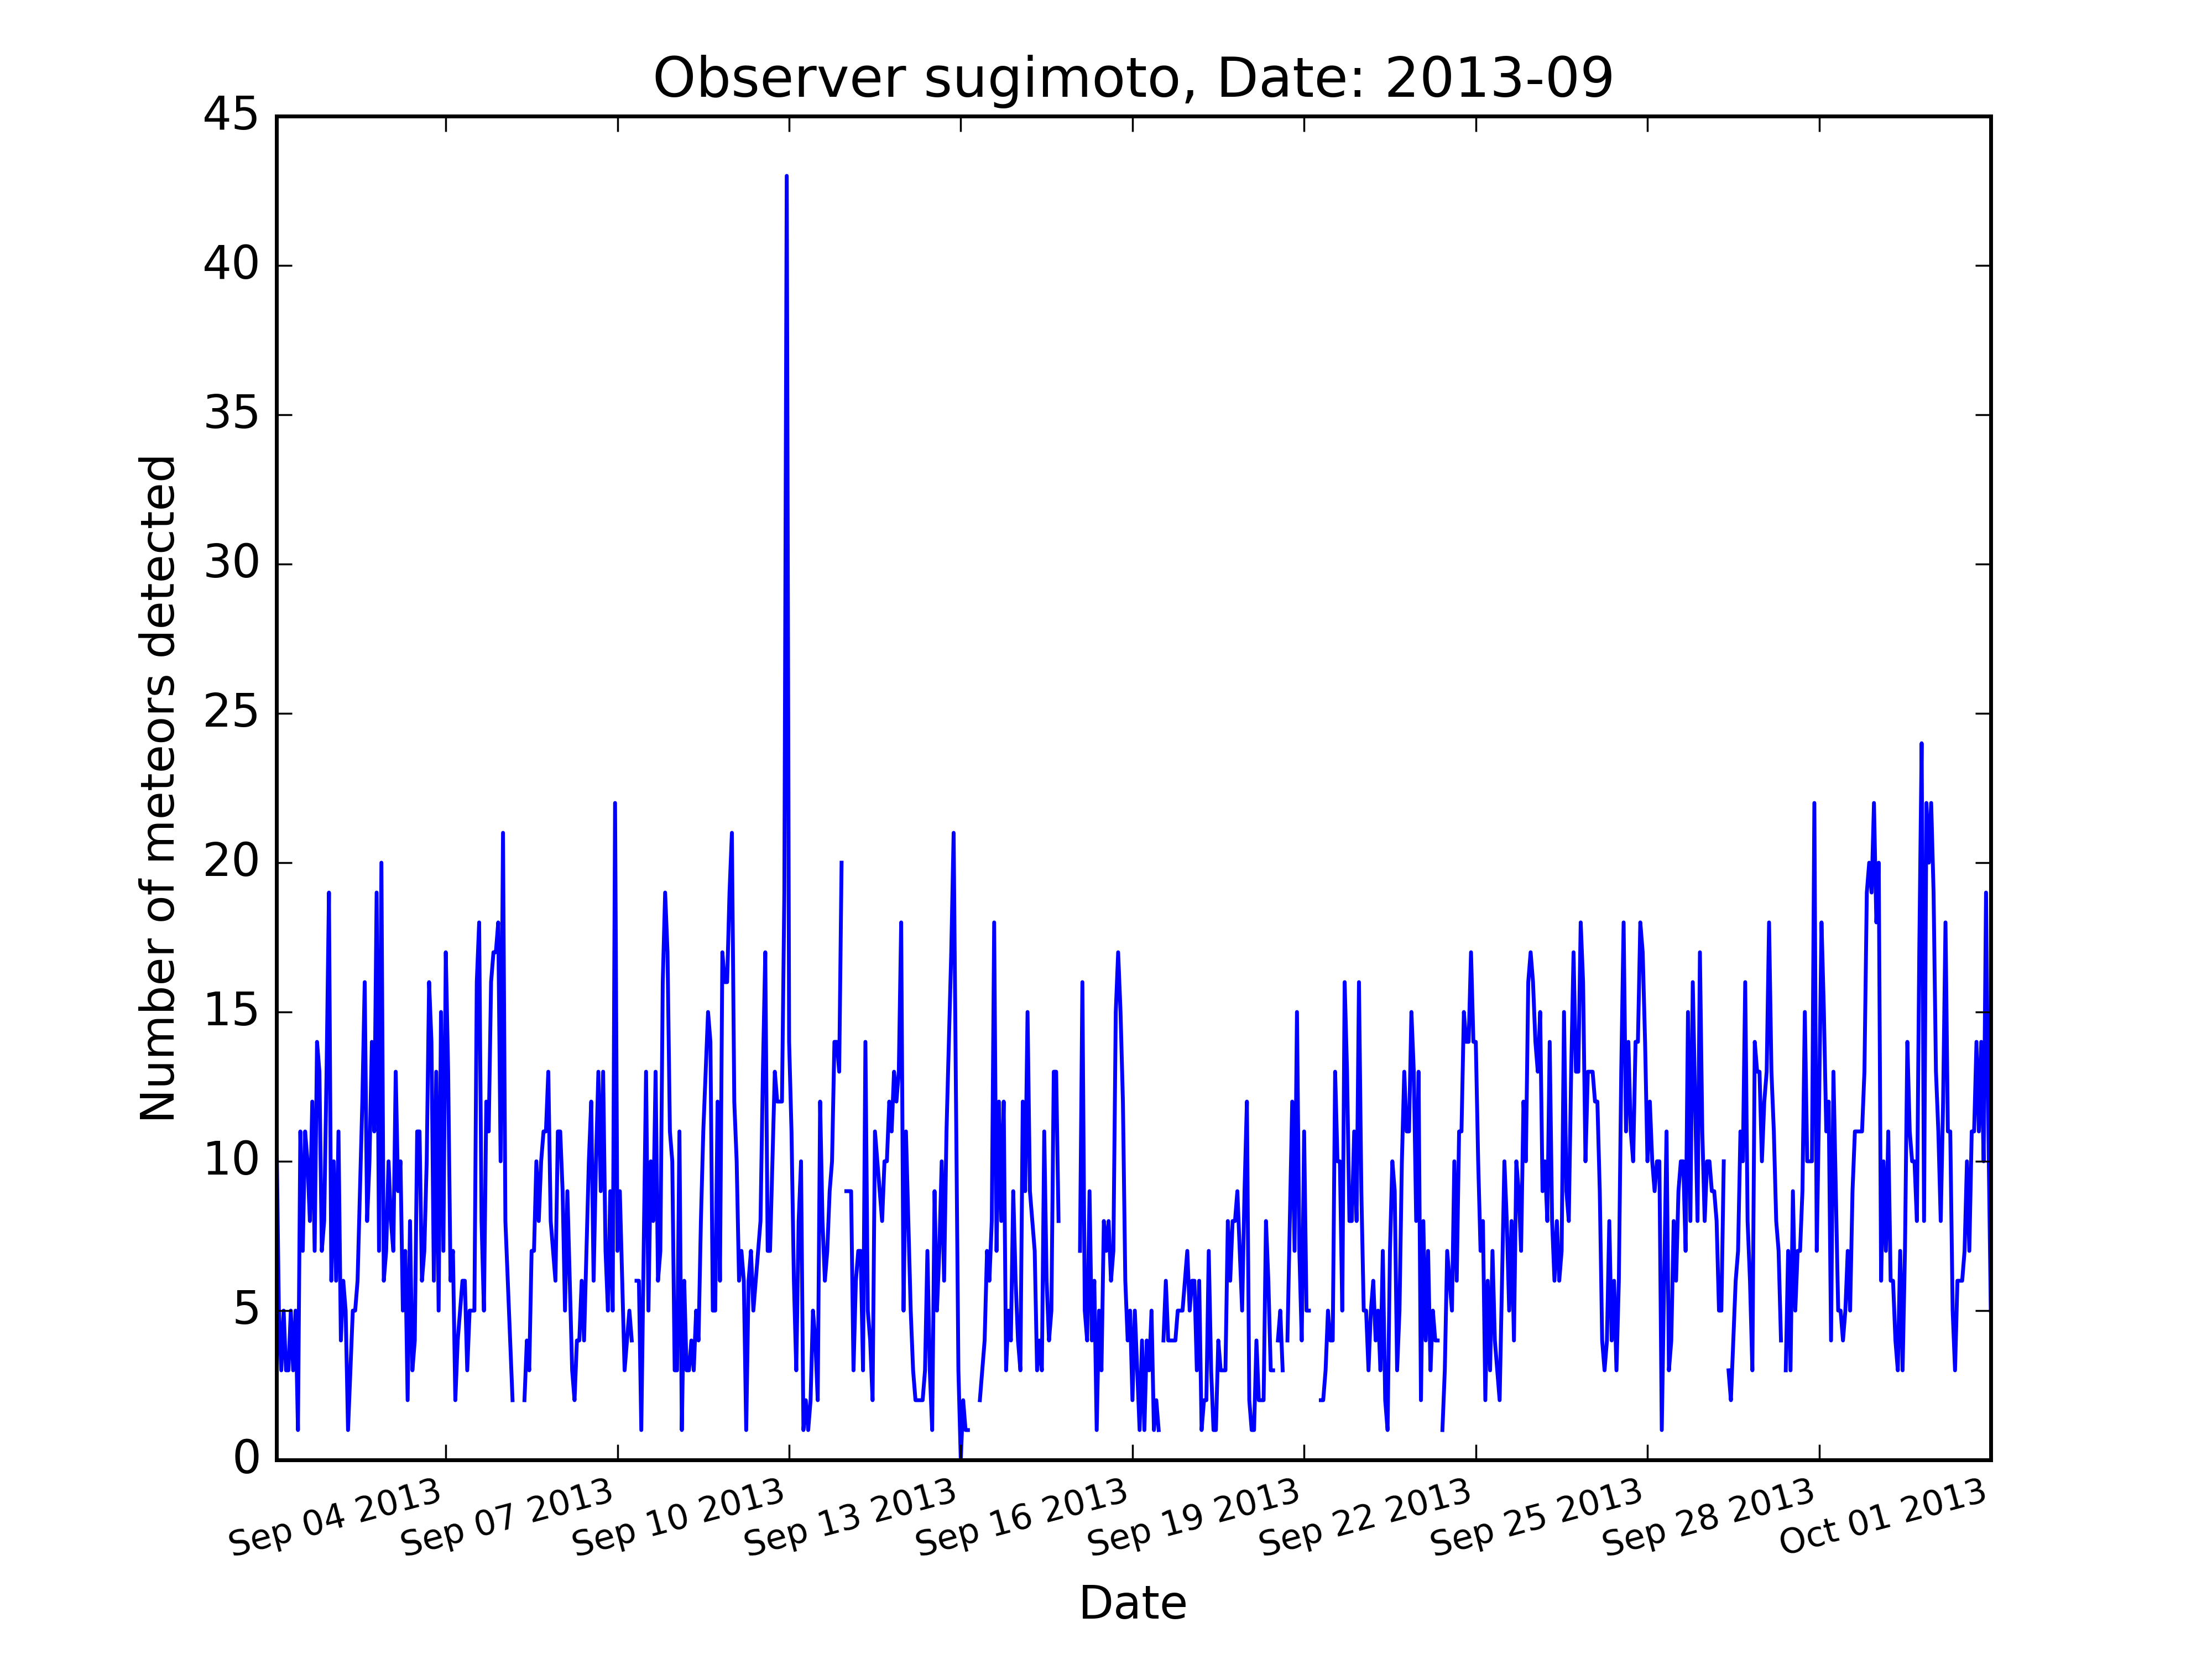 Observer sugimoto, Date: 2013-09
45
40
35
30
25
20
15
10
5
0
Number of meteors detected
Sep 04 2013
Sep 07 2013
Sep 10 2013
Sep 13 2013
Sep 16 2013
Sep 19 2013
Sep 22 2013
Sep 25 2013
Sep 28 2013
Oct 01 2013
Date